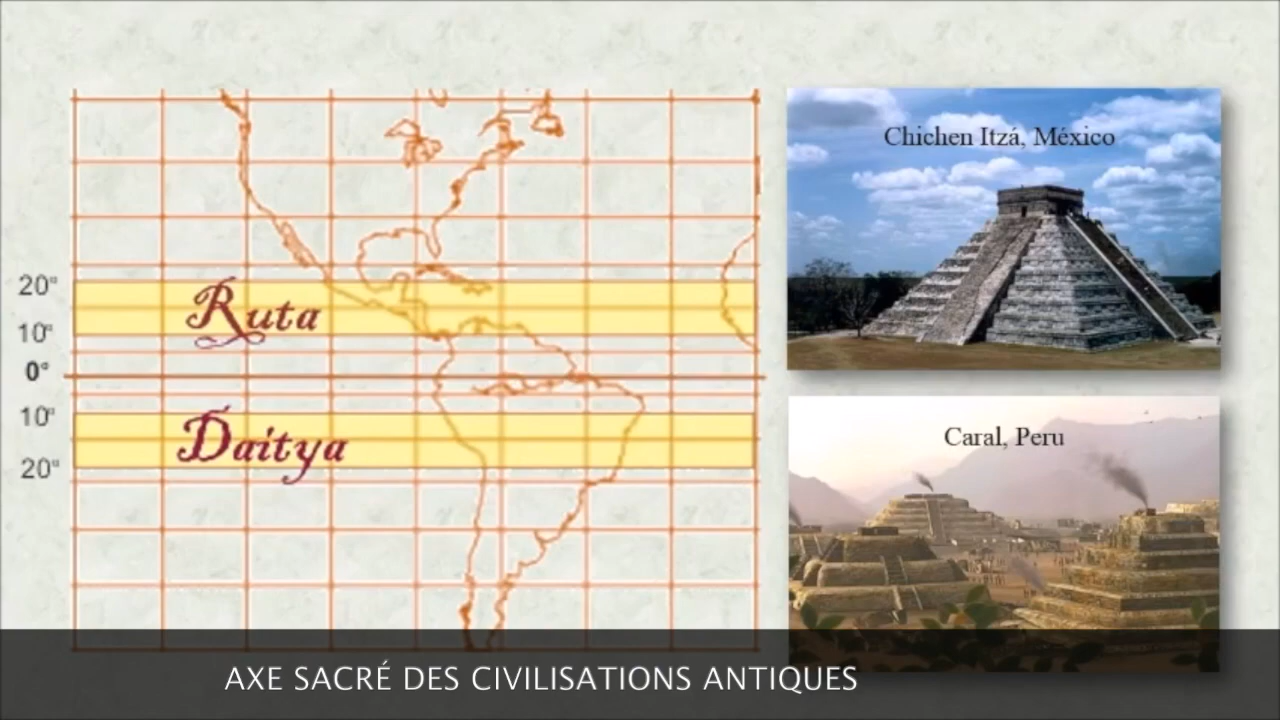 20°
Ruta
10°
0°
10°
Daitya
20°
Chichen Itzá, México
Caral, Peru
AXE SACRÉ DES CIVILISATIONS ANTIQUES